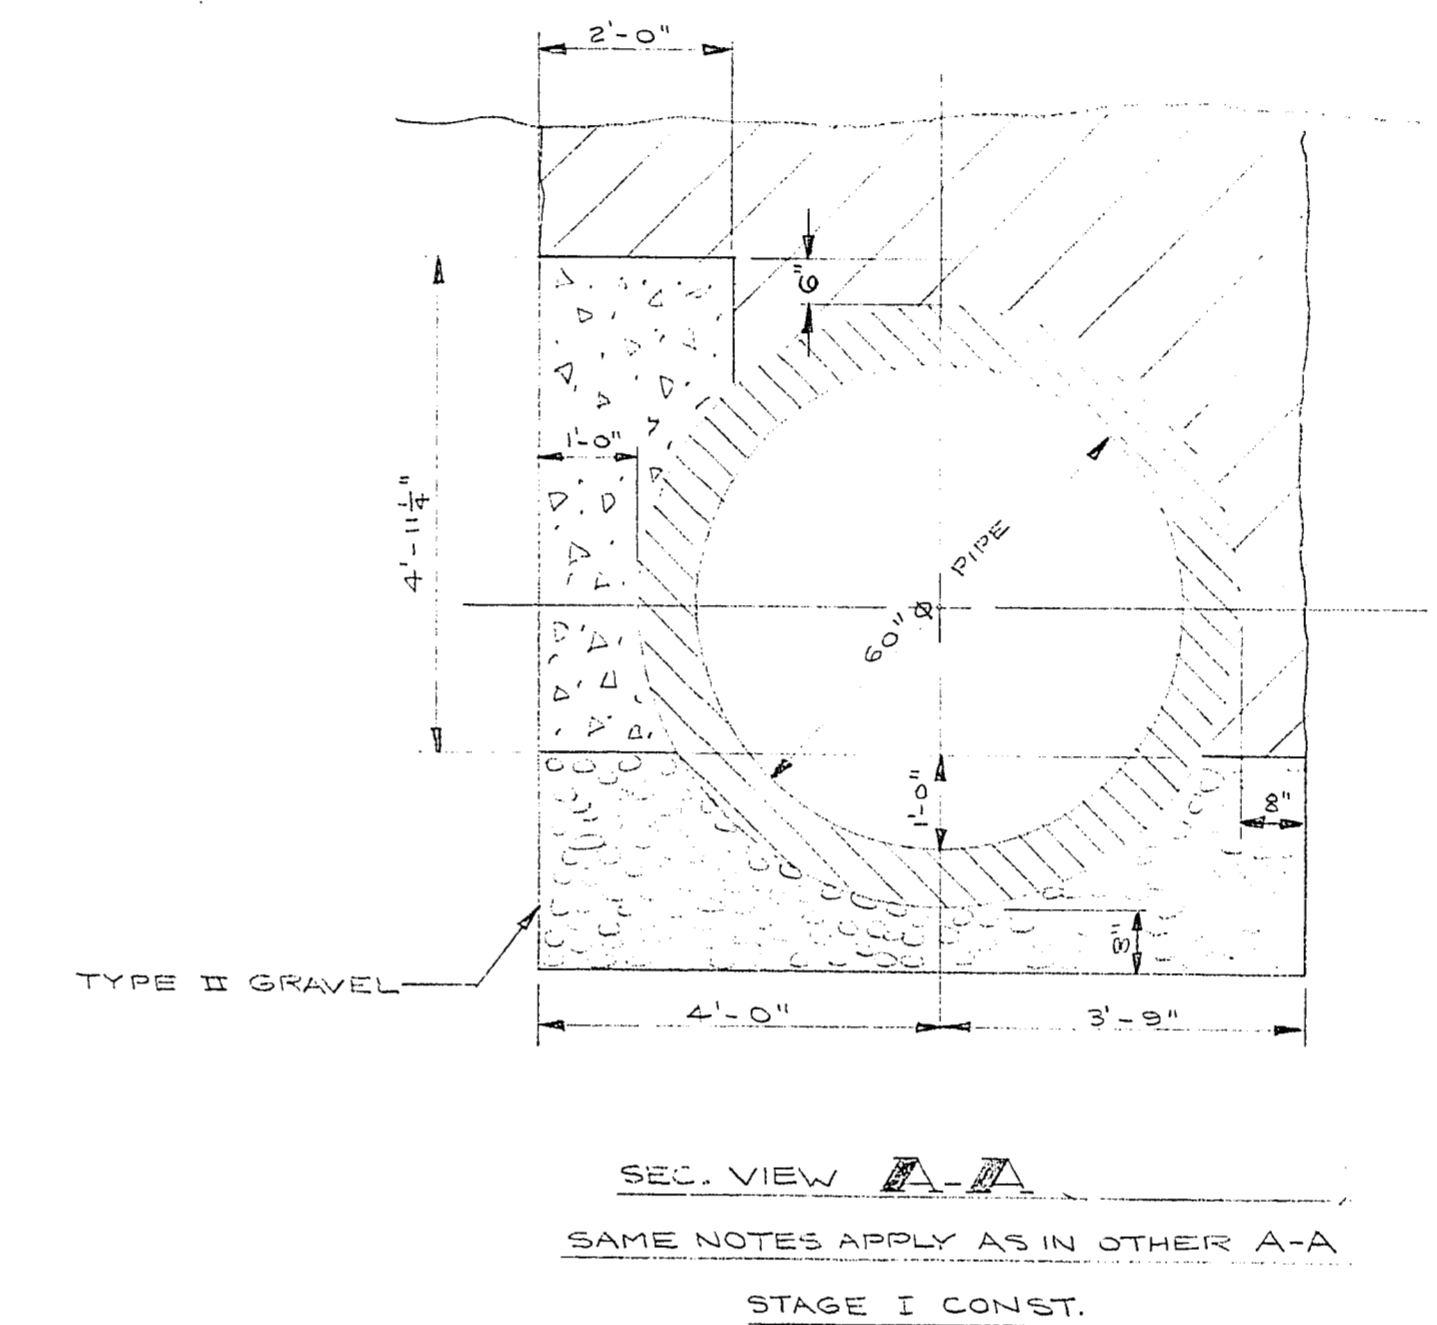 2'-0"
6"
1'-0"
4'-11 1/4"
60" Ø PIPE
1'-0"
8"
8"
TYPE II GRAVEL
4'-0"
3'-9"
SEC. VIEW A-A
SAME NOTES APPLY AS IN OTHER A-A
STAGE I CONST.